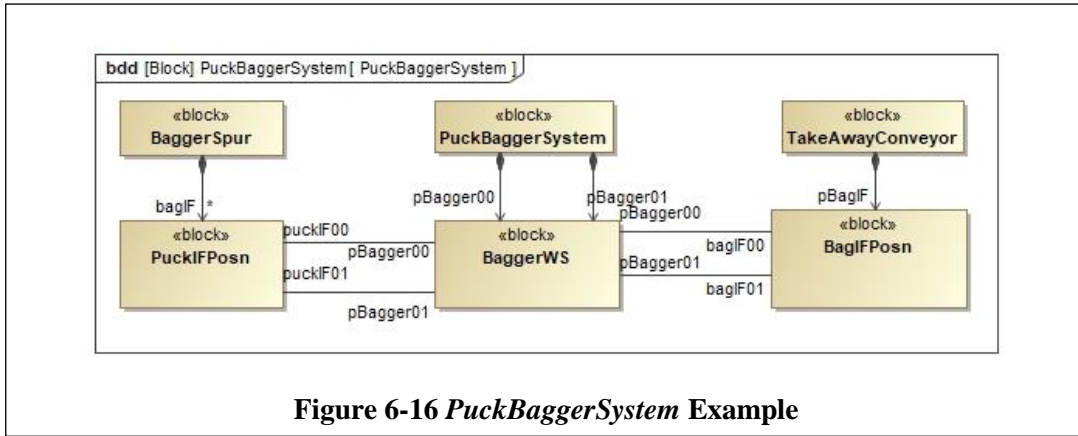 bdd [Block] PuckBaggerSystem[ PuckBaggerSystem ]
«block»
BaggerSpur
«block»
PuckBaggerSystem
«block»
TakeAwayConveyor
bagIF *
pBagger00
pBagger01
pBagIF
«block»
PuckIFPosn
puckIF00
pBagger00
puckIF01
pBagger01
«block»
BaggerWS
pBagger00
bagIF00
pBagger01
bagIF01
«block»
BagIFPosn
Figure 6-16 PuckBaggerSystem Example